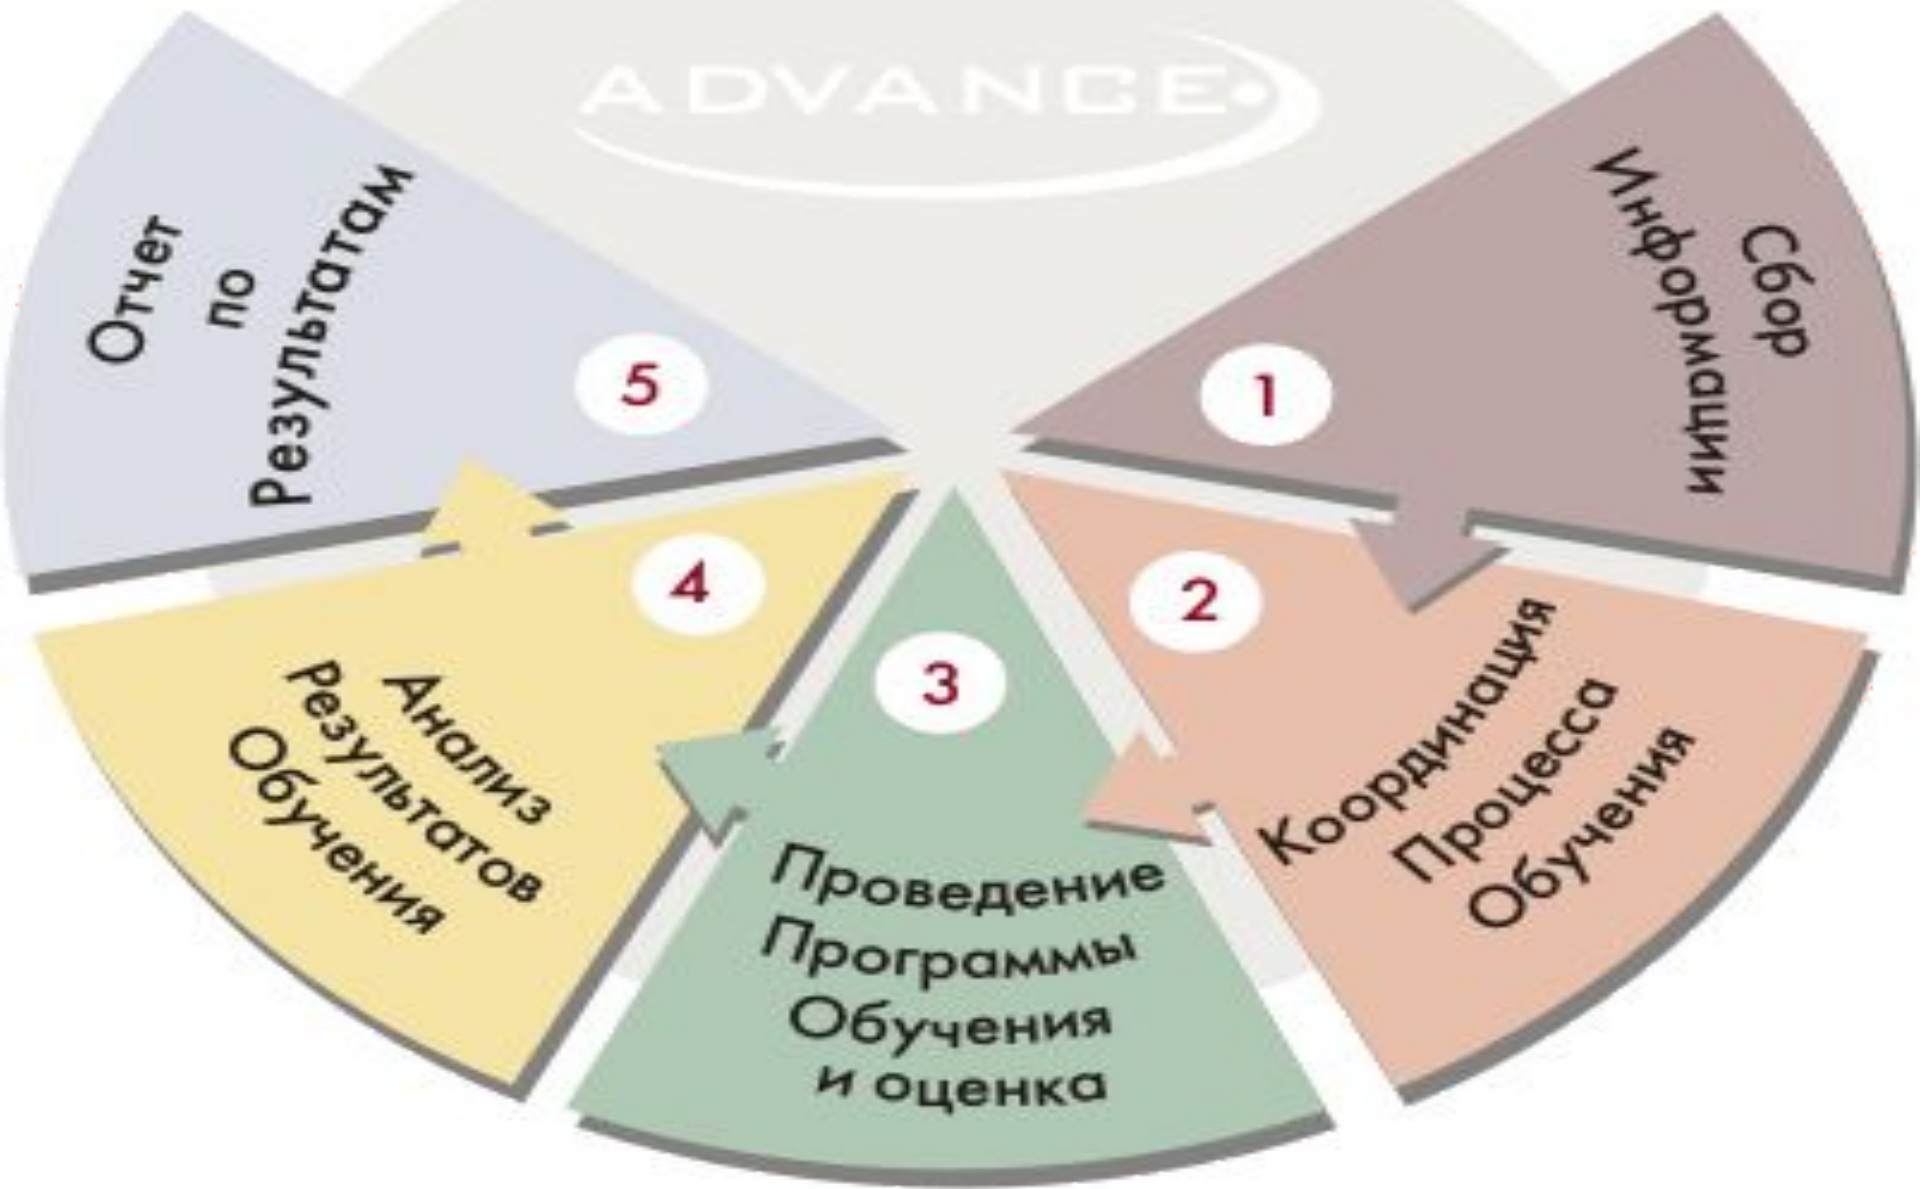 ADVANCE
1
Сбор
Информации
2
Координация
Процесса
Обучения
3
Проведение
Программы
Обучения
и оценка
4
Анализ
Результатов
Обучения
5
Отчет
по
Результатам